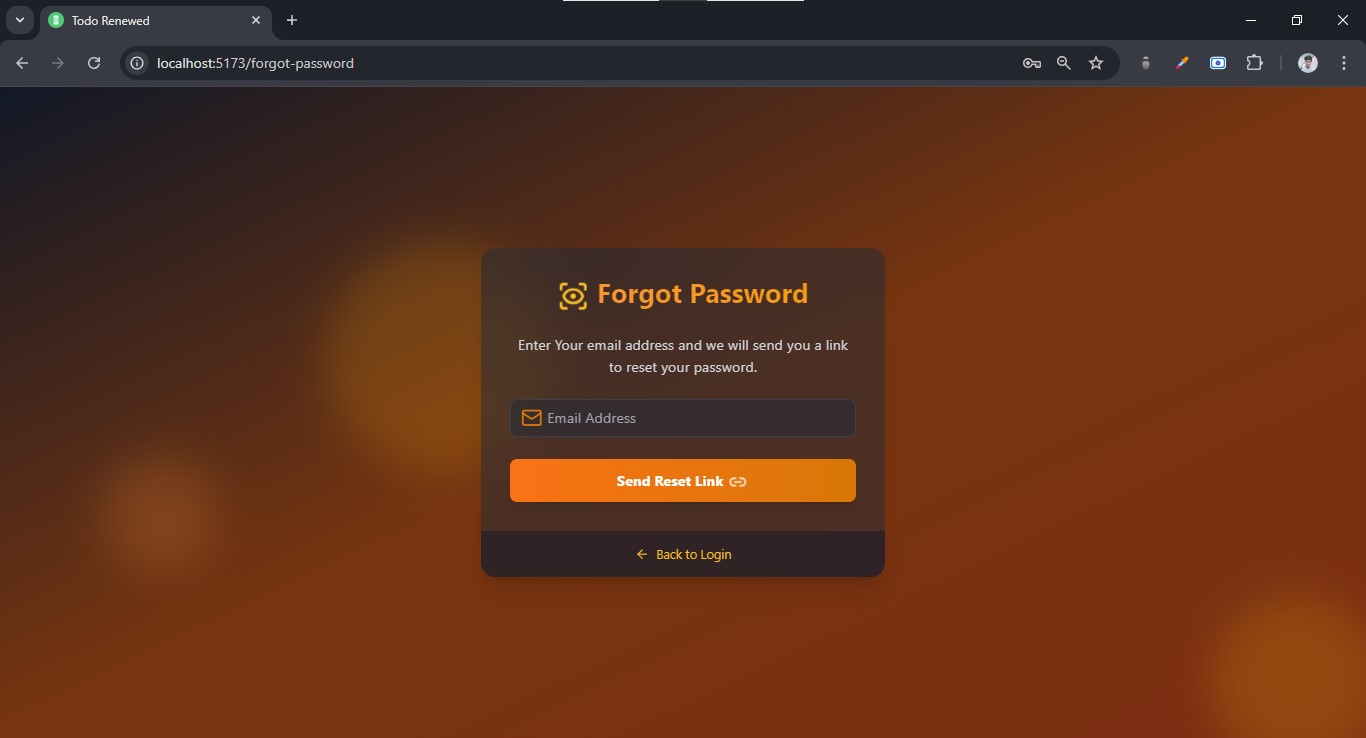 Todo Renewed
localhost:5173/forgot-password
Forgot Password
Enter Your email address and we will send you a link
to reset your password.
Email Address
Send Reset Link
Back to Login